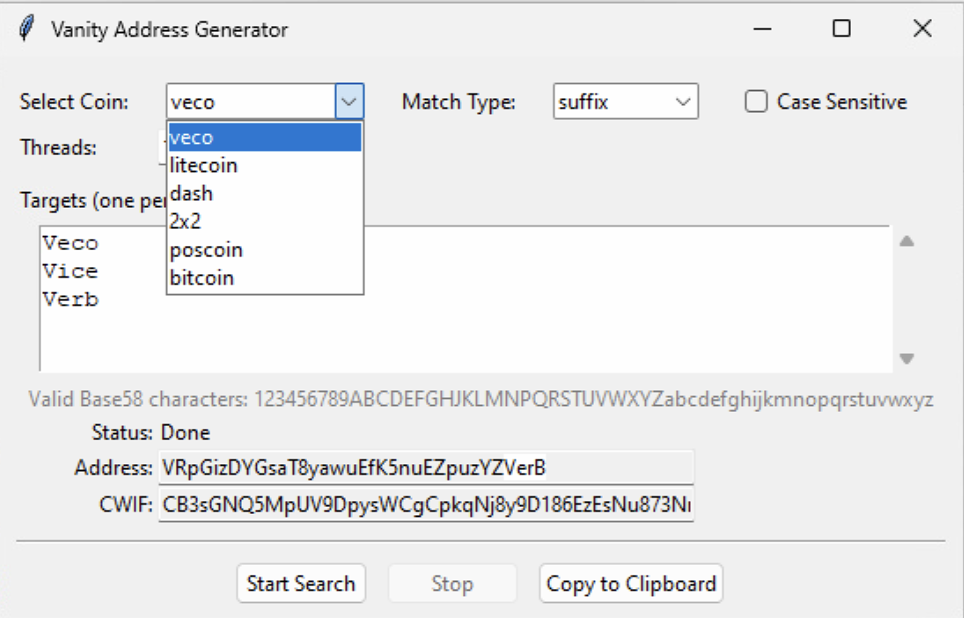 Vanity Address Generator
Select Coin: veco Match Type: suffix Case Sensitive
veco
Threads:
litecoin
dash
Targets (one per
2x2
poscoin
bitcoin
Veco
Vice
Verb
Valid Base58 characters: 123456789ABCDEFGHJKLMNPQRSTUVWXYZabcdefghijkmnopqrstuvwxyz
Status: Done
Address: VRpGizDYGsaT8yawuEfK5nuEZpuzYZVerB
CWIF: CB3sGNQ5MpUV9DpysWCgCpkqNj8y9D186EzEsNu873N
Start Search Stop Copy to Clipboard